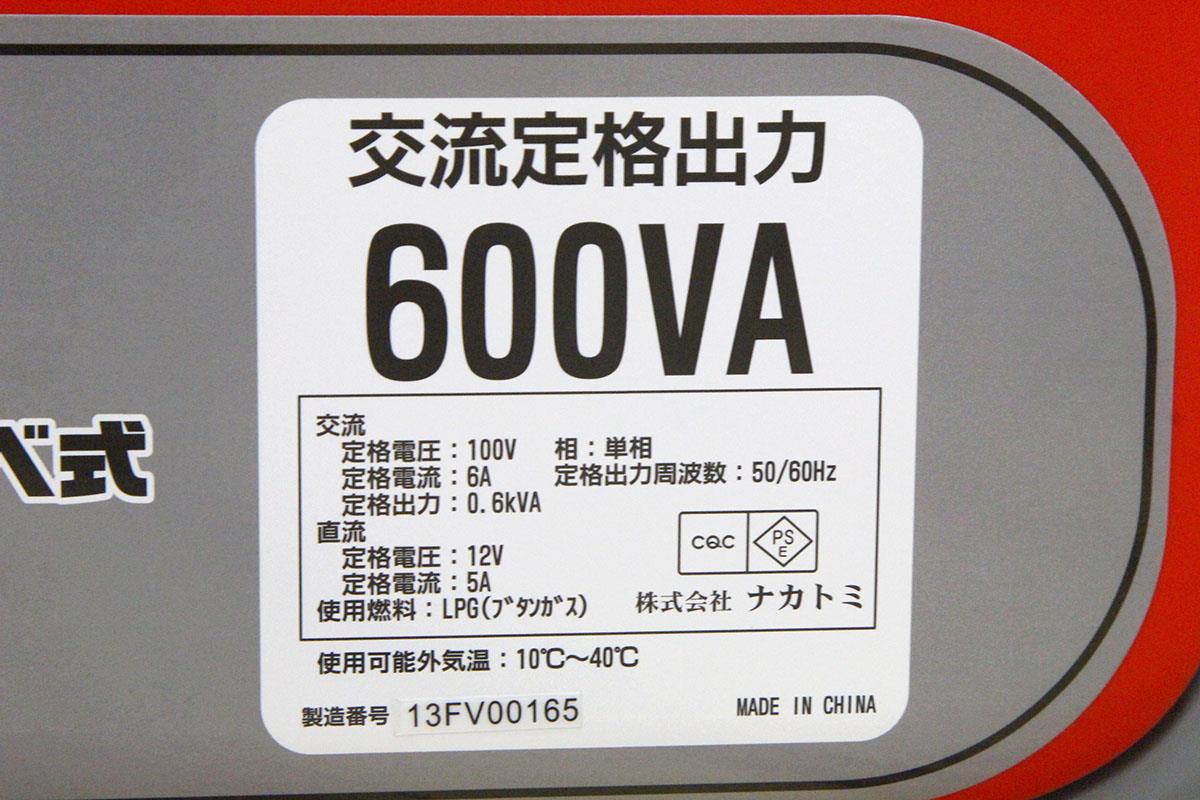 交流定格出力
600VA
交流
定格電圧：100V 相：単相
定格電流：6A 定格出力周波数：50/60Hz
定格出力：0.6kVA
直流
定格電圧：12V
定格電流：5A
使用燃料：LPG(ﾌﾞﾀﾝｶﾞｽ)
CQC
PS
E
株式会社 ナカトミ
使用可能外気温：10℃～40℃
製造番号 13FV00165
MADE IN CHINA
ベ式